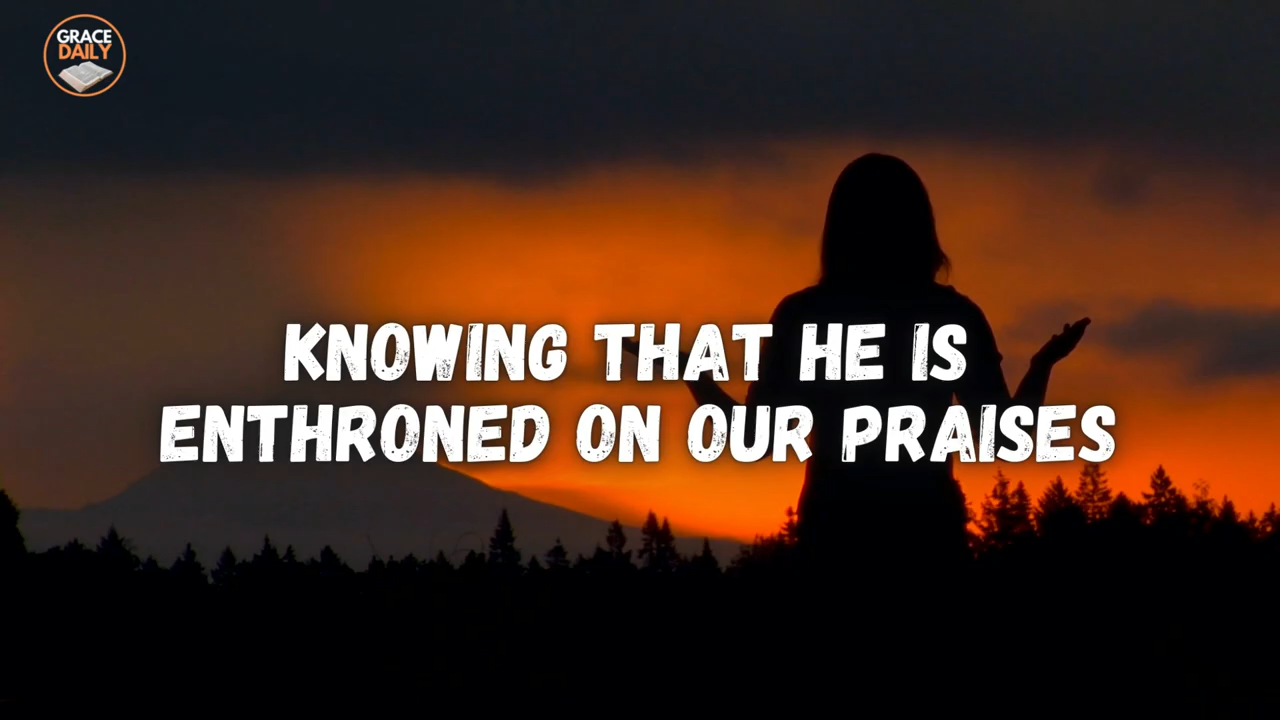 GRACE
DAILY
KNOWING THAT HE IS
ENTHRONED ON OUR PRAISES